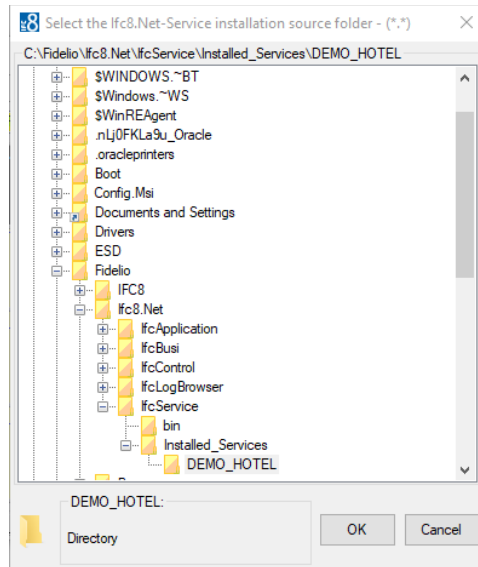 Select the Ifc8.Net-Service installation source folder - (*.*)
C:\Fidelio\Ifc8.Net\IfcService\Installed_Services\DEMO_HOTEL
$WINDOWS.~BT
$Windows.~WS
$WinREAgent
.nLj0FKLa9u_Oracle
.oracleprinters
Boot
Config.Msi
Documents and Settings
Drivers
ESD
Fidelio
IFC8
Ifc8.Net
IfcApplication
IfcBusi
IfcControl
IfcLogBrowser
IfcService
bin
Installed_Services
DEMO_HOTEL
DEMO_HOTEL:
Directory
OK
Cancel